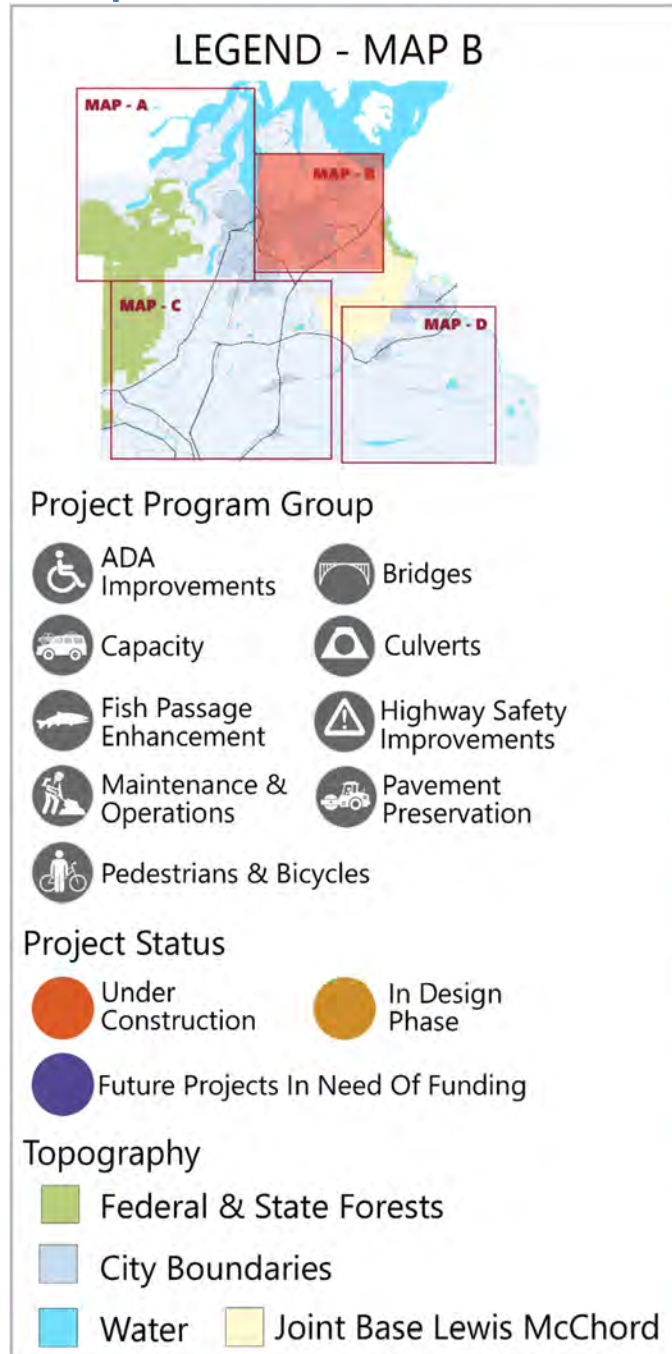 LEGEND - MAP B
MAP - A
MAP - B
MAP - C
MAP - D
Project Program Group
ADA
Improvements
Bridges
Capacity
Culverts
Fish Passage
Enhancement
Highway Safety
Improvements
Maintenance &
Operations
Pavement
Preservation
Pedestrians & Bicycles
Project Status
Under
Construction
In Design
Phase
Future Projects In Need Of Funding
Topography
Federal & State Forests
City Boundaries
Water
Joint Base Lewis McChord